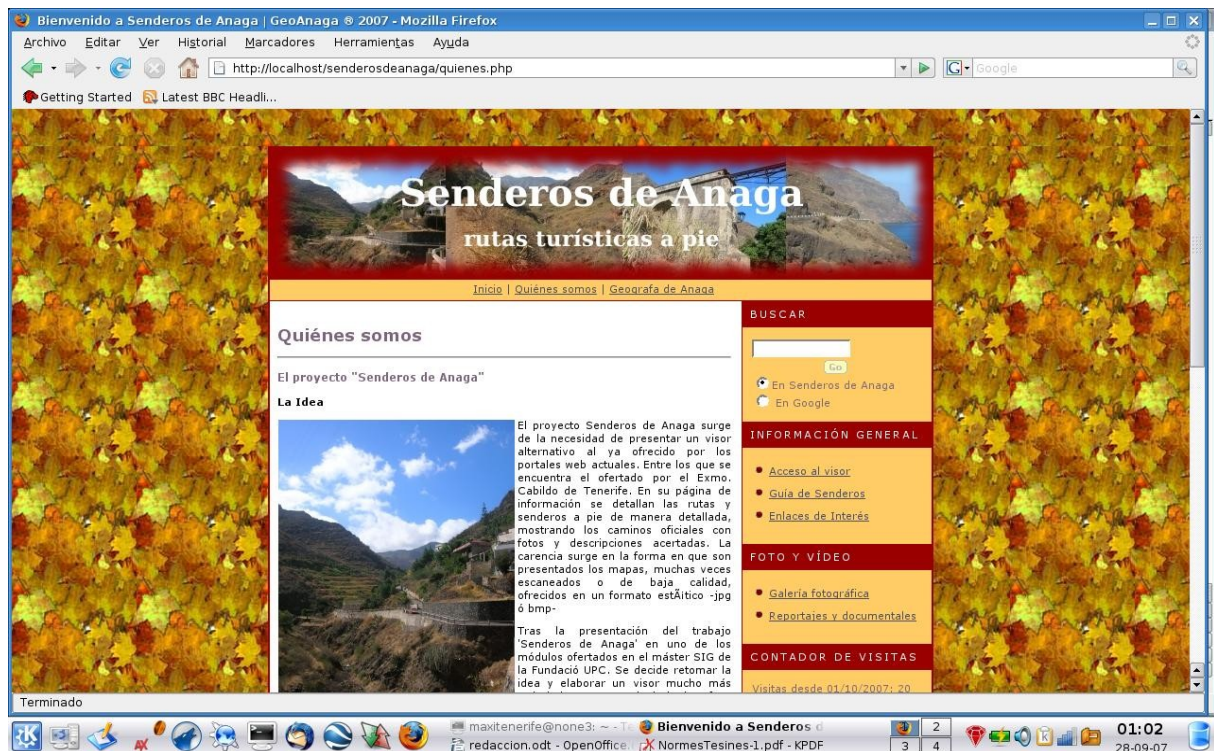 Bienvenido a Senderos de Anaga | GeoAnaga ® 2007 - Mozilla Firefox
Archivo Editar Ver Historial Marcadores Herramientas Ayuda
http://localhost/senderosdeanaga/quienes.php
G Google
Getting Started Latest BBC Headli...
Senderos de Anaga
rutas turísticas a pie
Inicio | Quiénes somos | Geografa de Anaga
Quiénes somos
El proyecto "Senderos de Anaga"
La Idea
El proyecto Senderos de Anaga surge
de la necesidad de presentar un visor
alternativo al ya ofrecido por los
portales web actuales. Entre los que se
encuentra el ofertado por el Exmo.
Cabildo de Tenerife. En su página de
información se detallan las rutas y
senderos a pie de manera detallada,
mostrando los caminos oficiales con
fotos y descripciones acertadas. La
carencia surge en la forma en que son
presentados los mapas, muchas veces
escaneados o de baja calidad,
ofrecidos en un formato estÃitico -jpg
ó bmp-
Tras la presentación del trabajo
'Senderos de Anaga' en uno de los
módulos ofertados en el máster SIG de
la Fundació UPC. Se decide retomar la
idea y elaborar un visor mucho más
BUSCAR
Go
En Senderos de Anaga
En Google
INFORMACIÓN GENERAL
Acceso al visor
Guía de Senderos
Enlaces de Interés
FOTO Y VÍDEO
Galería fotográfica
Reportajes y documentales
CONTADOR DE VISITAS
Visitas desde 01/10/2007: 20
Terminado
maxitenerife@none3: ~ - Te
Bienvenido a Senderos d
redaccion.odt - OpenOffice.
NormesTesines-1.pdf - KPDF
2
3 4
01:02
28-09-07